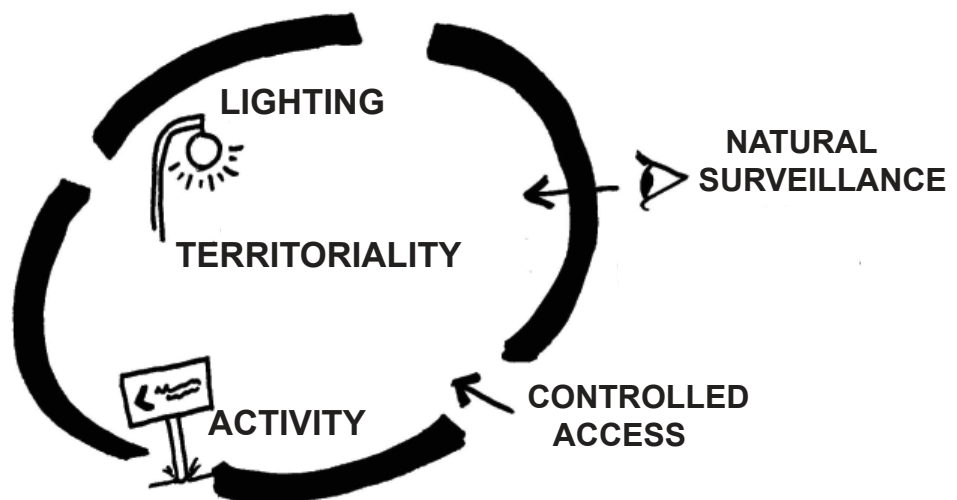 LIGHTING
NATURAL
SURVEILLANCE
TERRITORIALITY
CONTROLLED
ACCESS
ACTIVITY